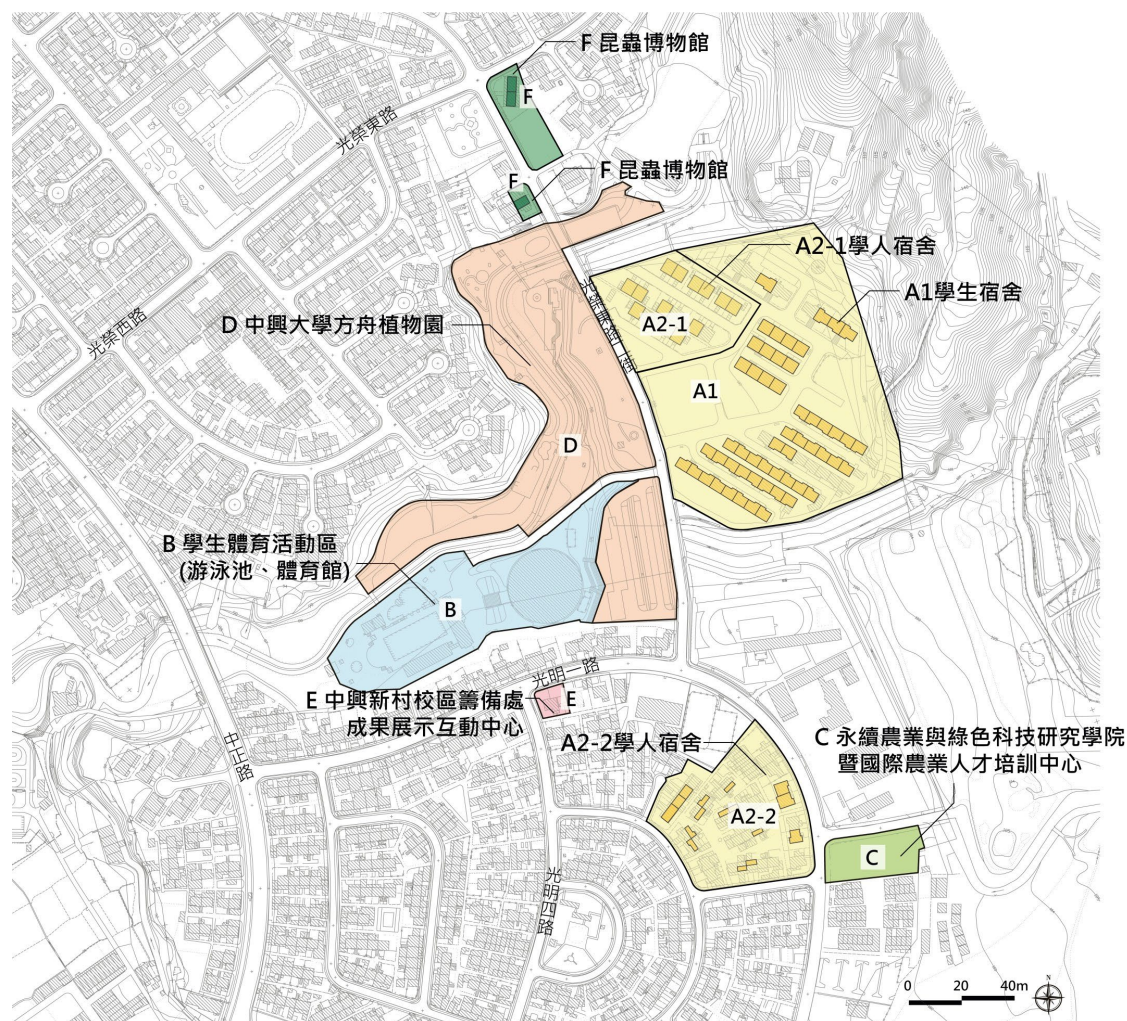 F 昆蟲博物館
F
光榮東路
F 昆蟲博物館
F
A2-1學人宿舍
A1學生宿舍
光榮西路
D 中興大學方舟植物園
光榮東路一街
A2-1
A1
D
B 學生體育活動區
(游泳池、體育館)
B
光明一路
E 中興新村校區籌備處
成果展示互動中心
E
中正路
A2-2學人宿舍
C 永續農業與綠色科技研究學院
暨國際農業人才培訓中心
A2-2
C
光明四路
0 20 40m
N